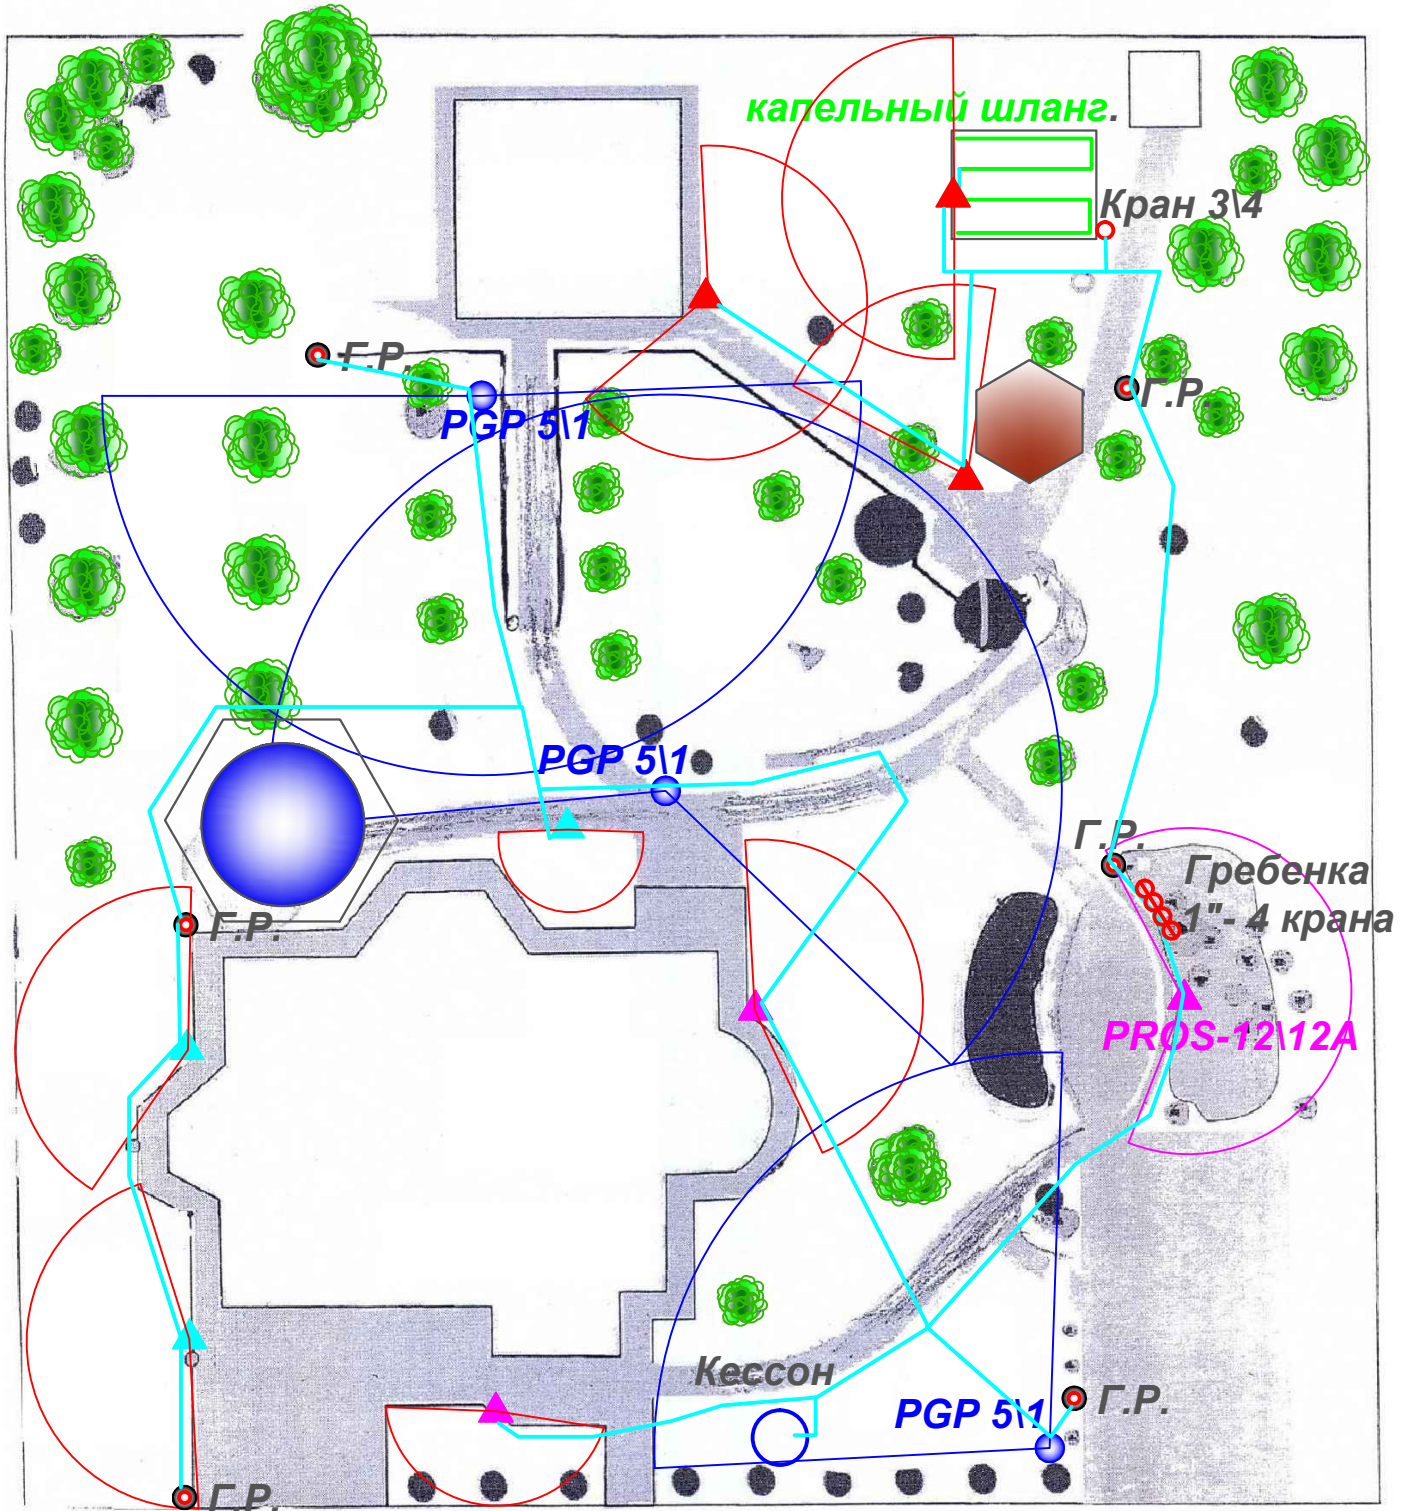 капельный шланг.
Кран 3\4
Г.Р.
Г.Р.
PGP 5\1
PGP 5\1
Г.Р.
Гребенка
1"- 4 крана
Г.Р.
PROS-12\12A
Кессон
PGP 5\1
Г.Р.
Г.Р.